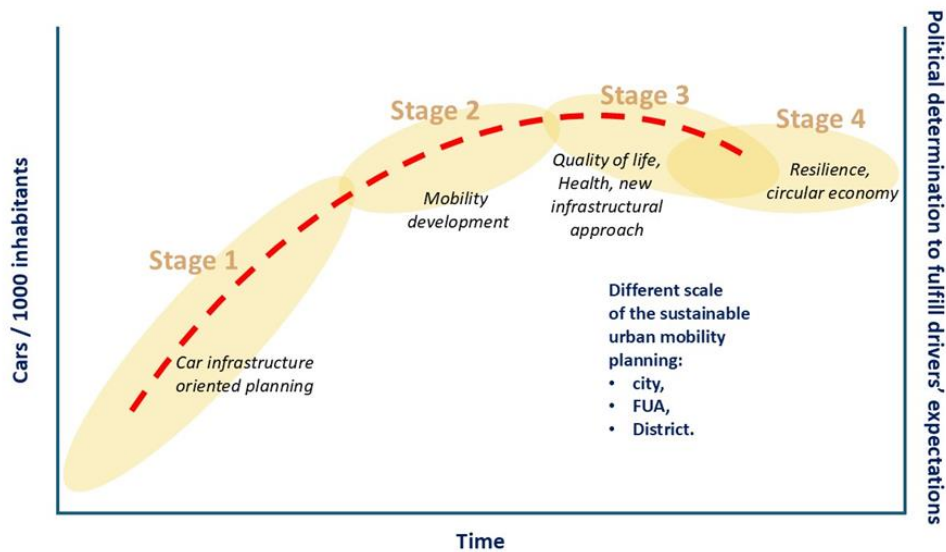 Cars / 1000 inhabitants
Stage 1
Car infrastructure
oriented planning
Stage 2
Mobility
development
Stage 3
Quality of life,
Health, new
infrastructural
approach
Stage 4
Resilience,
circular economy
Different scale
of the sustainable
urban mobility
planning:
• city,
• FUA,
• District.
Time
Political determination to fulfill drivers’ expectations